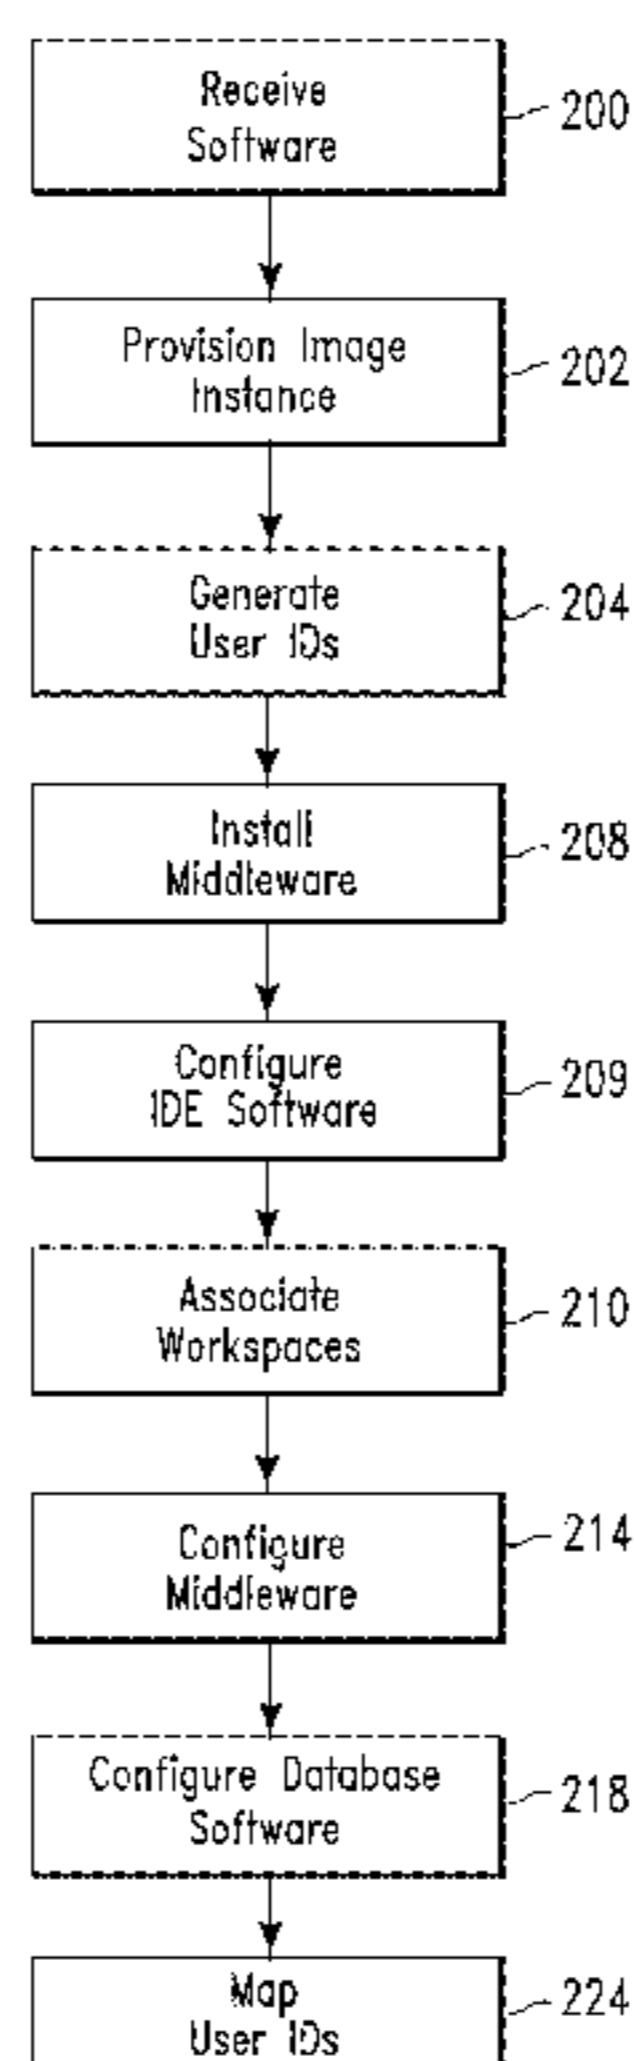 Receive
Software
200
Provision Image
Instance
202
Generate
User IDs
204
Install
Middleware
208
Configure
IDE Software
209
Associate
Workspaces
210
Configure
Middleware
214
Configure Database
Software
218
Map
User IDs
224